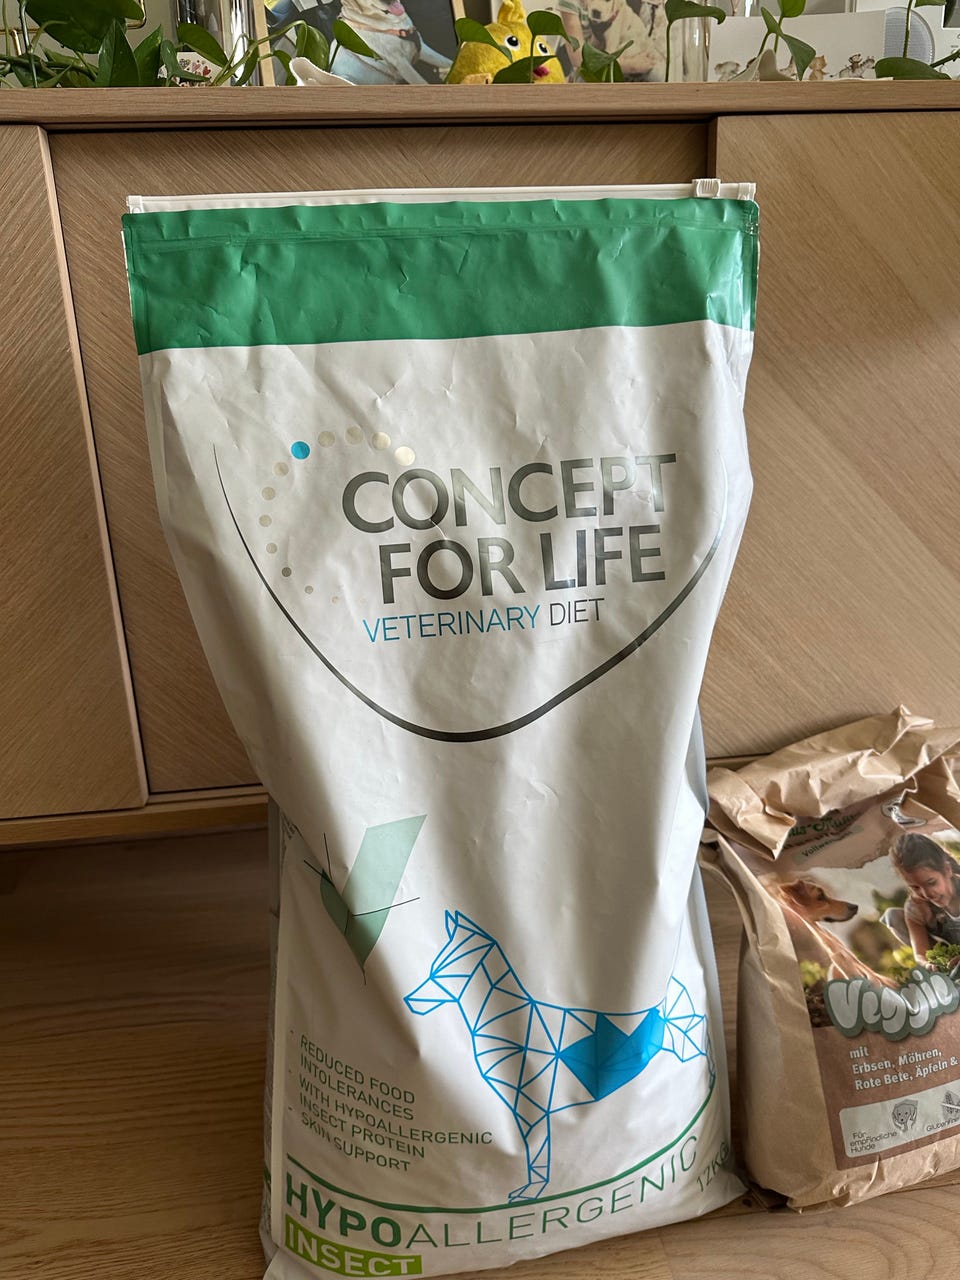 CONCEPT
FOR LIFE
VETERINARY DIET
- REDUCED FOOD
INTOLERANCES
- WITH HYPOALLERGENIC
INSECT PROTEIN
- SKIN SUPPORT
HYPOALLERGENIC 12KG
INSECT
Veggie
mit
Erbsen, Möhren,
Rote Bete, Äpfeln &
Für
empfindliche
Hunde